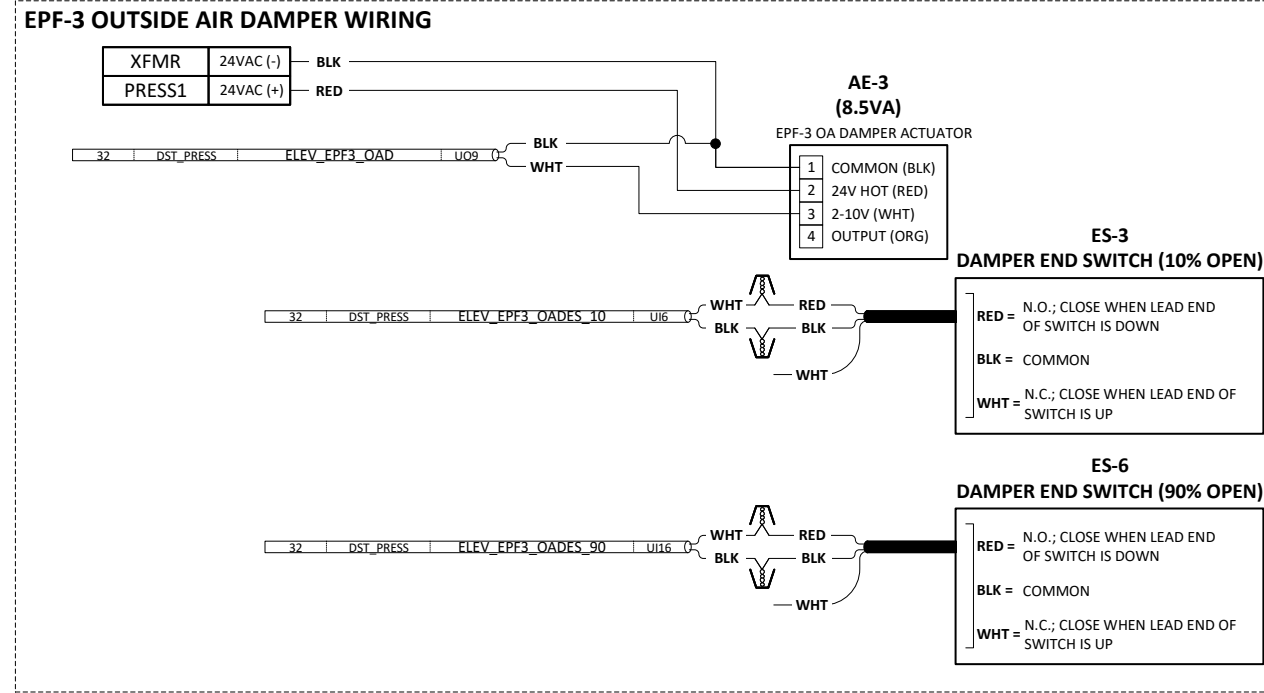 EPF-3 OUTSIDE AIR DAMPER WIRING
XFMR 24VAC (-) BLK
PRESS1 24VAC (+) RED
AE-3
(8.5VA)
EPF-3 OA DAMPER ACTUATOR
32 DST_PRESS ELEV_EPF3_OAD UO9
BLK
WHT
1 COMMON (BLK)
2 24V HOT (RED)
3 2-10V (WHT)
4 OUTPUT (ORG)
ES-3
DAMPER END SWITCH (10% OPEN)
32 DST_PRESS ELEV_EPF3_OADES_10 UI6
WHT RED
BLK BLK
WHT
RED = N.O.; CLOSE WHEN LEAD END
OF SWITCH IS DOWN
BLK = COMMON
WHT = N.C.; CLOSE WHEN LEAD END OF
SWITCH IS UP
ES-6
DAMPER END SWITCH (90% OPEN)
32 DST_PRESS ELEV_EPF3_OADES_90 UI16
WHT RED
BLK BLK
WHT
RED = N.O.; CLOSE WHEN LEAD END
OF SWITCH IS DOWN
BLK = COMMON
WHT = N.C.; CLOSE WHEN LEAD END OF
SWITCH IS UP